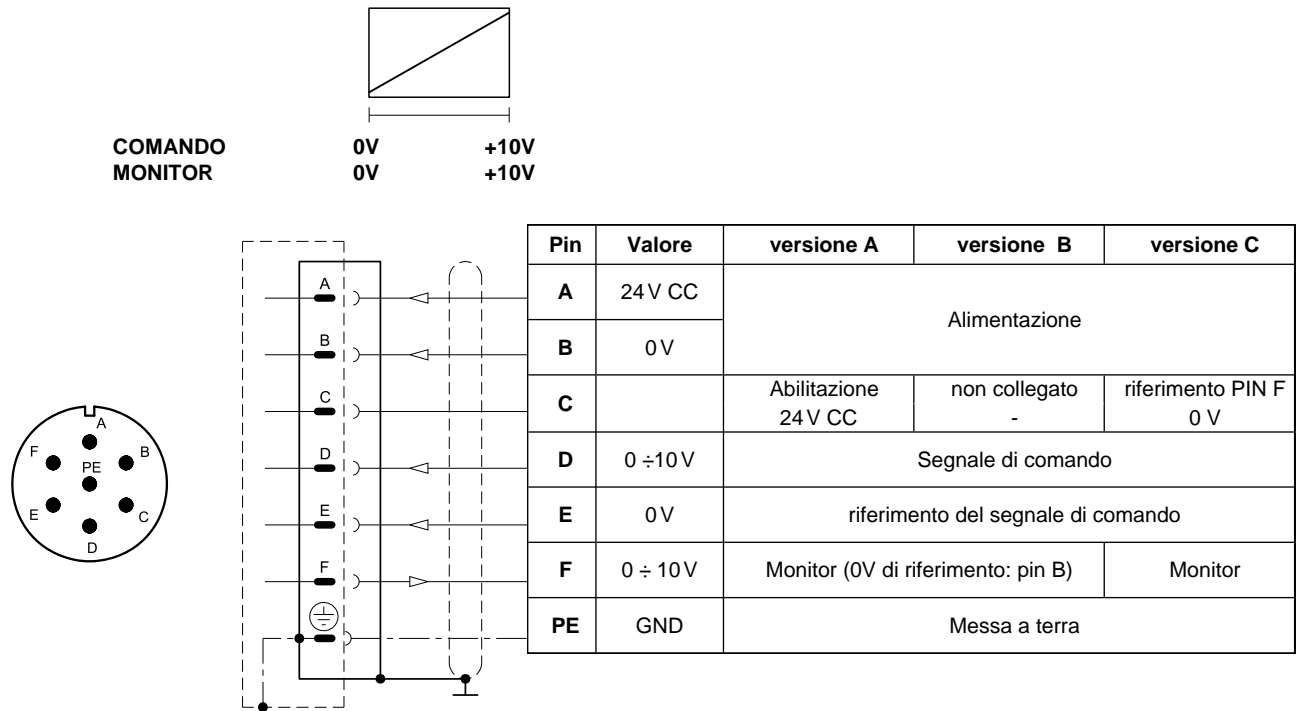 COMANDO 0V +10V
MONITOR 0V +10V
Pin Valore versione A versione B versione C
A 24 V CC Alimentazione
B 0 V
C Abilitazione non collegato riferimento PIN F
24 V CC - 0 V
D 0 ÷10 V Segnale di comando
E 0 V riferimento del segnale di comando
F 0 ÷ 10 V Monitor (0V di riferimento: pin B) Monitor
PE GND Messa a terra
A
B
C
D
E
F
A
F B
PE
E C
D